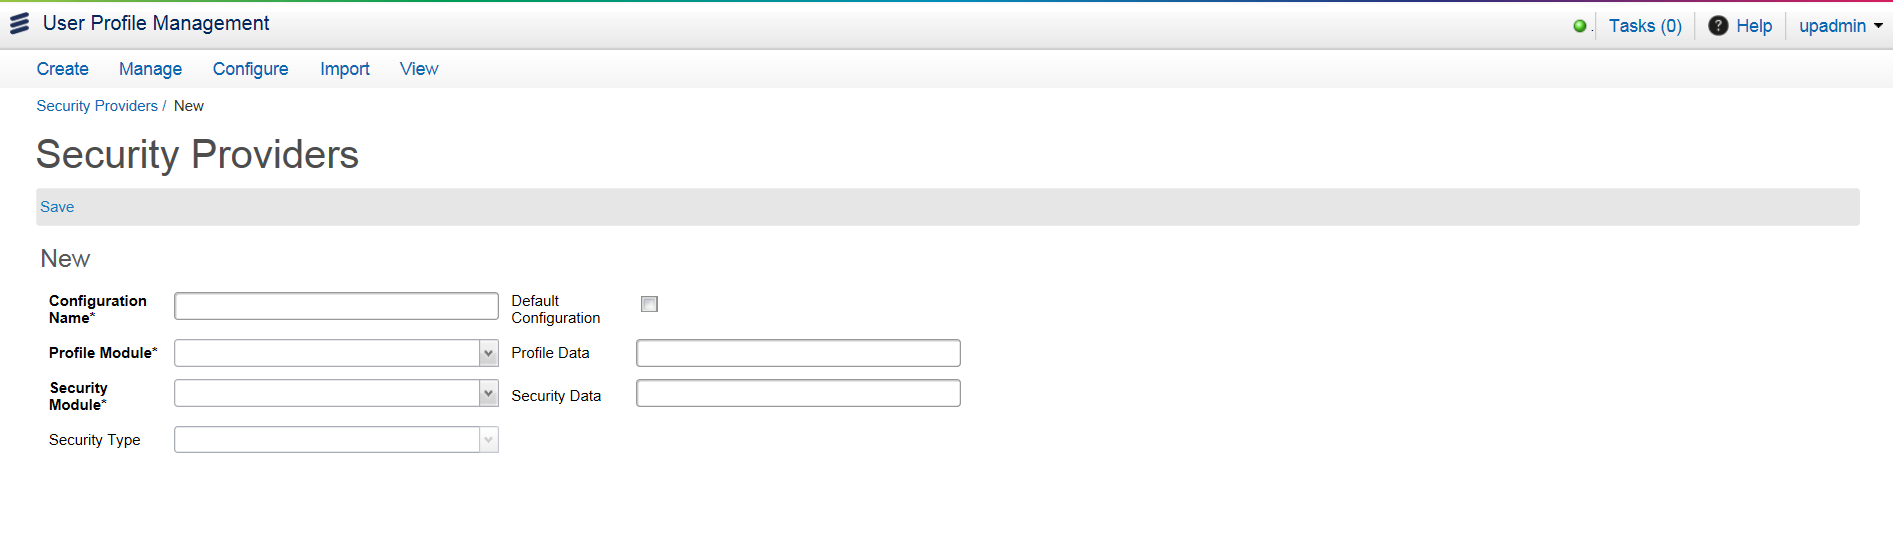 User Profile Management
. Tasks (0) ? Help upadmin
Create Manage Configure Import View
Security Providers / New
Security Providers
Save
New
Configuration Name*
Default Configuration
Profile Module*
Profile Data
Security Module*
Security Data
Security Type